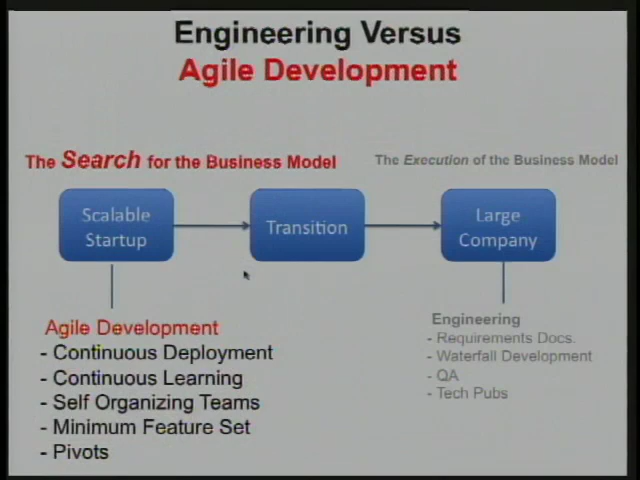 Engineering Versus
Agile Development
The Search for the Business Model
The Execution of the Business Model
Scalable
Startup
Transition
Large
Company
Agile Development
- Continuous Deployment
- Continuous Learning
- Self Organizing Teams
- Minimum Feature Set
- Pivots
Engineering
- Requirements Docs.
- Waterfall Development
- QA
- Tech Pubs